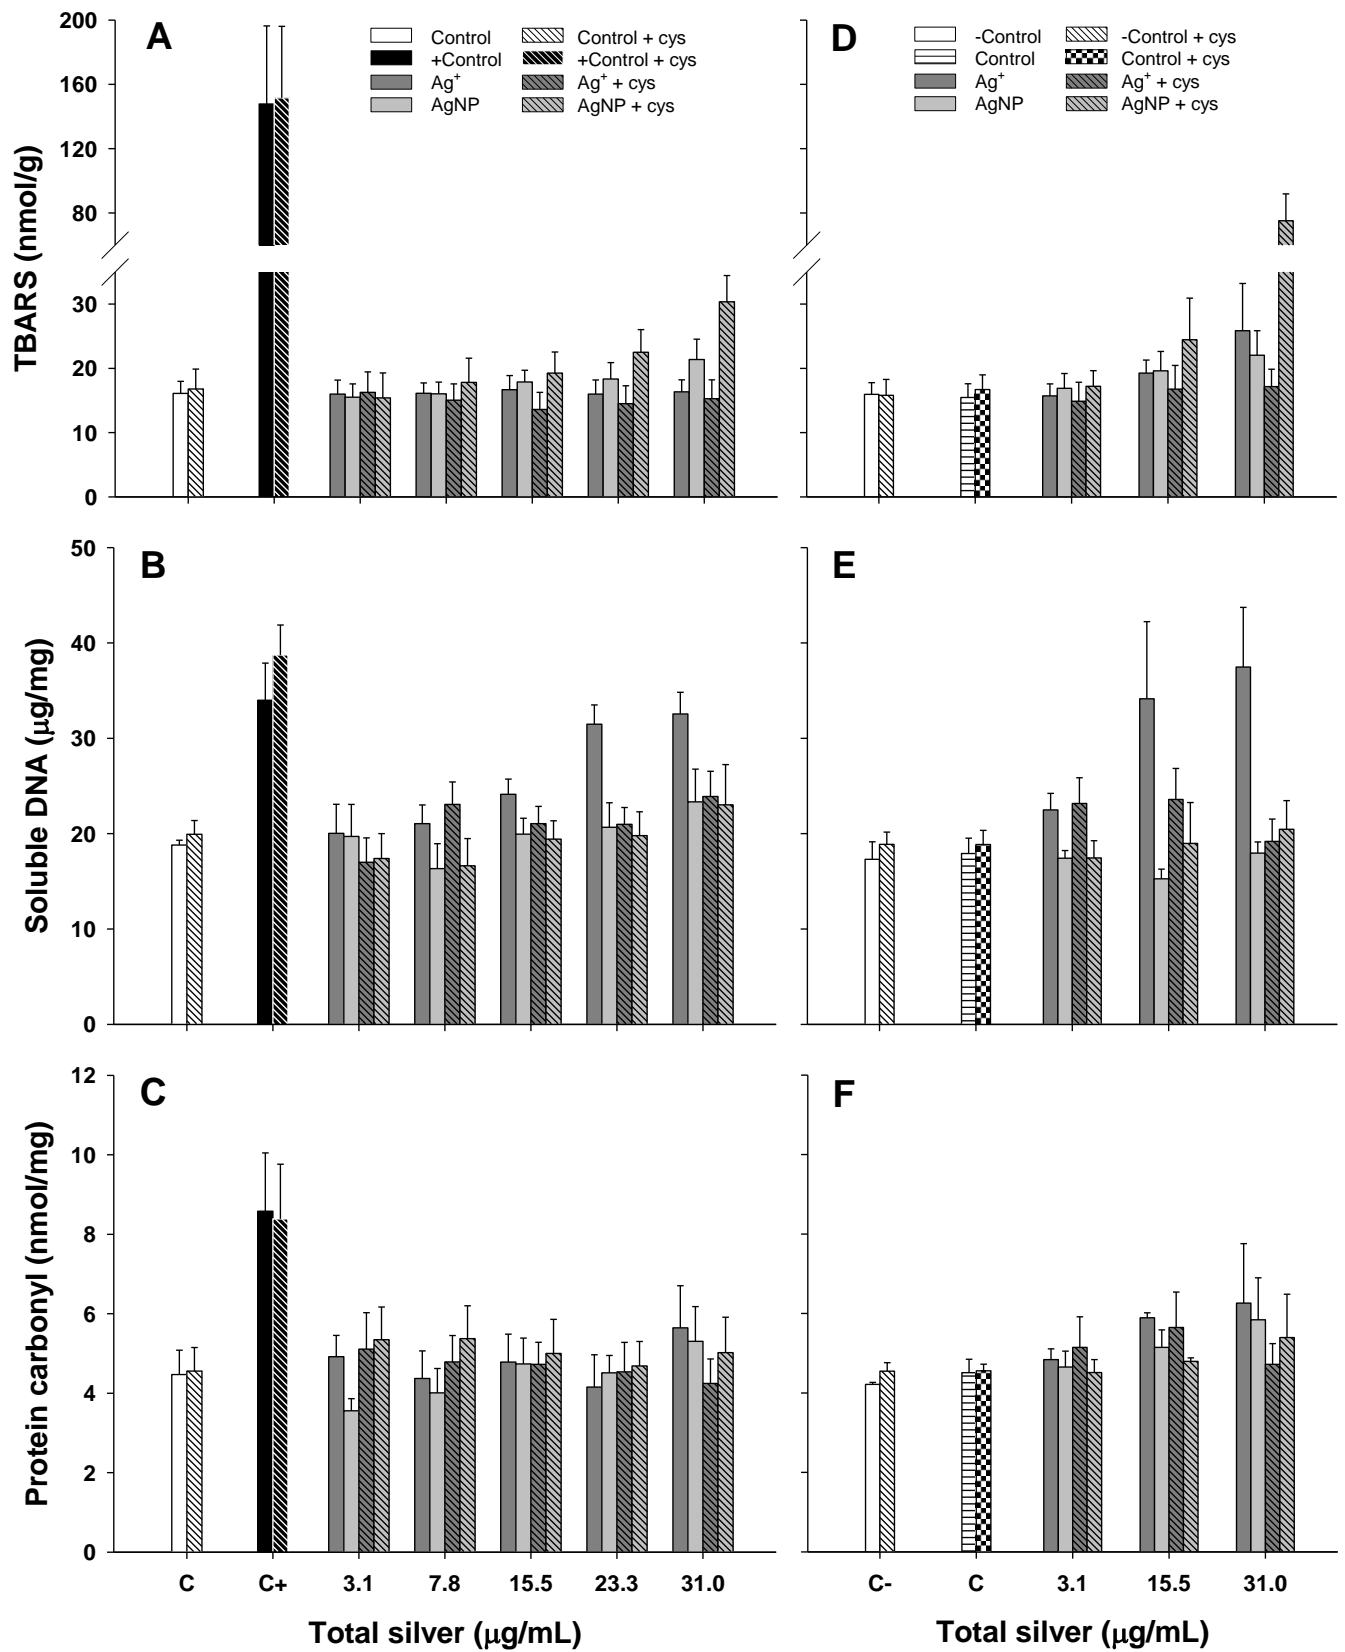 A
Control
Control + cys
+Control
+Control + cys
Ag+
Ag+ + cys
AgNP
AgNP + cys
TBARS (nmol/g)
200
160
120
80
30
20
10
0
D
-Control
-Control + cys
Control
Control + cys
Ag+
Ag+ + cys
AgNP
AgNP + cys
B
Soluble DNA (µg/mg)
50
40
30
20
10
0
E
C
Protein carbonyl (nmol/mg)
12
10
8
6
4
2
0
F
C C+ 3.1 7.8 15.5 23.3 31.0
Total silver (µg/mL)
C- C 3.1 15.5 31.0
Total silver (µg/mL)